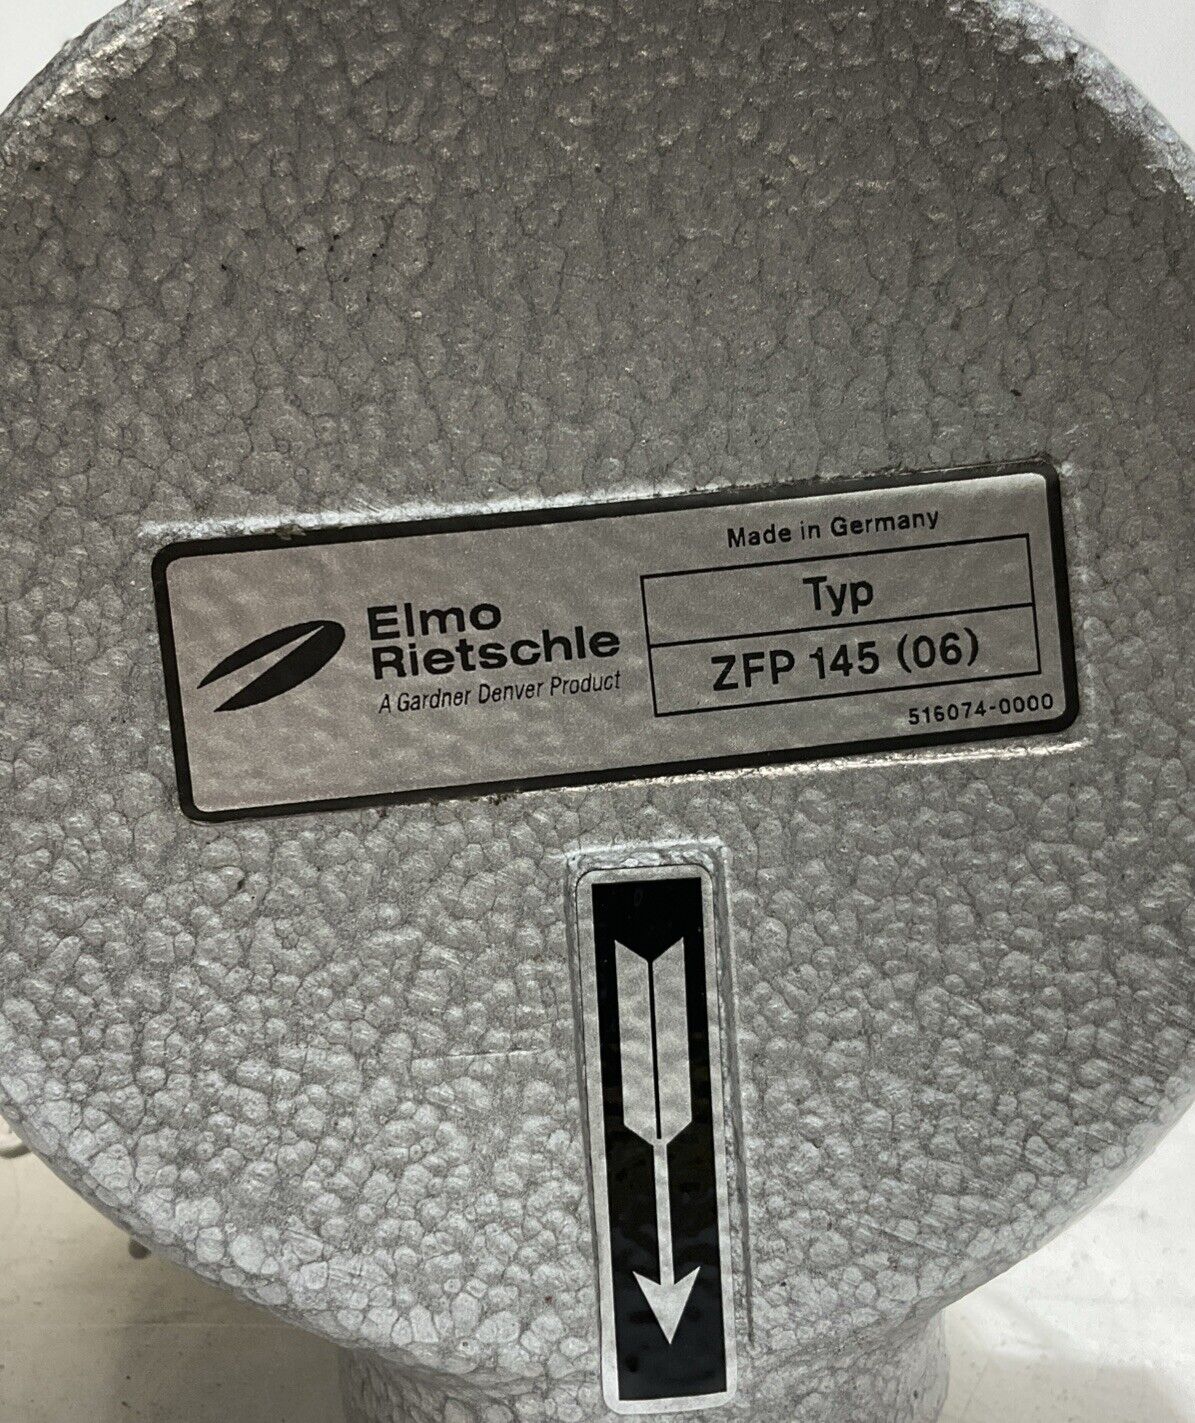 Made in Germany
Elmo
Rietschle
A Gardner Denver Product
Typ
ZFP 145 (06)
516074-0000